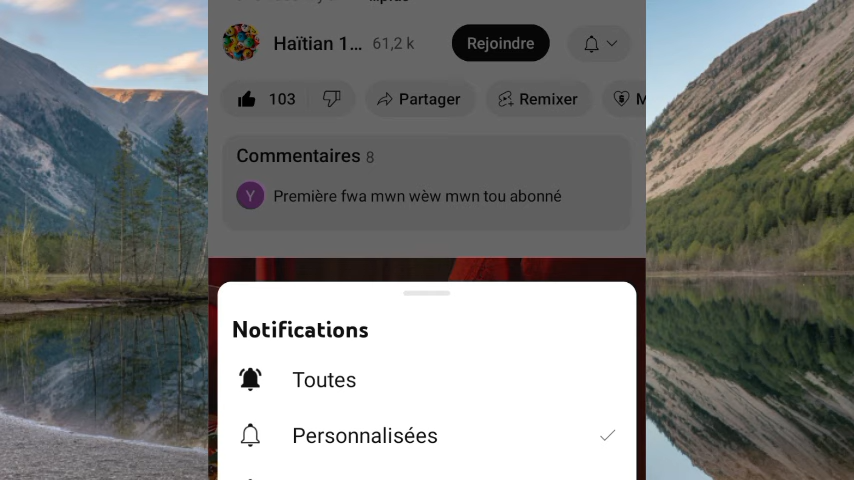 Haïtian 1... 61,2 k Rejoindre
103 Partager Remixer M
Commentaires 8
Y Première fwa mwn wèw mwn tou abonné
Notifications
Toutes
Personnalisées